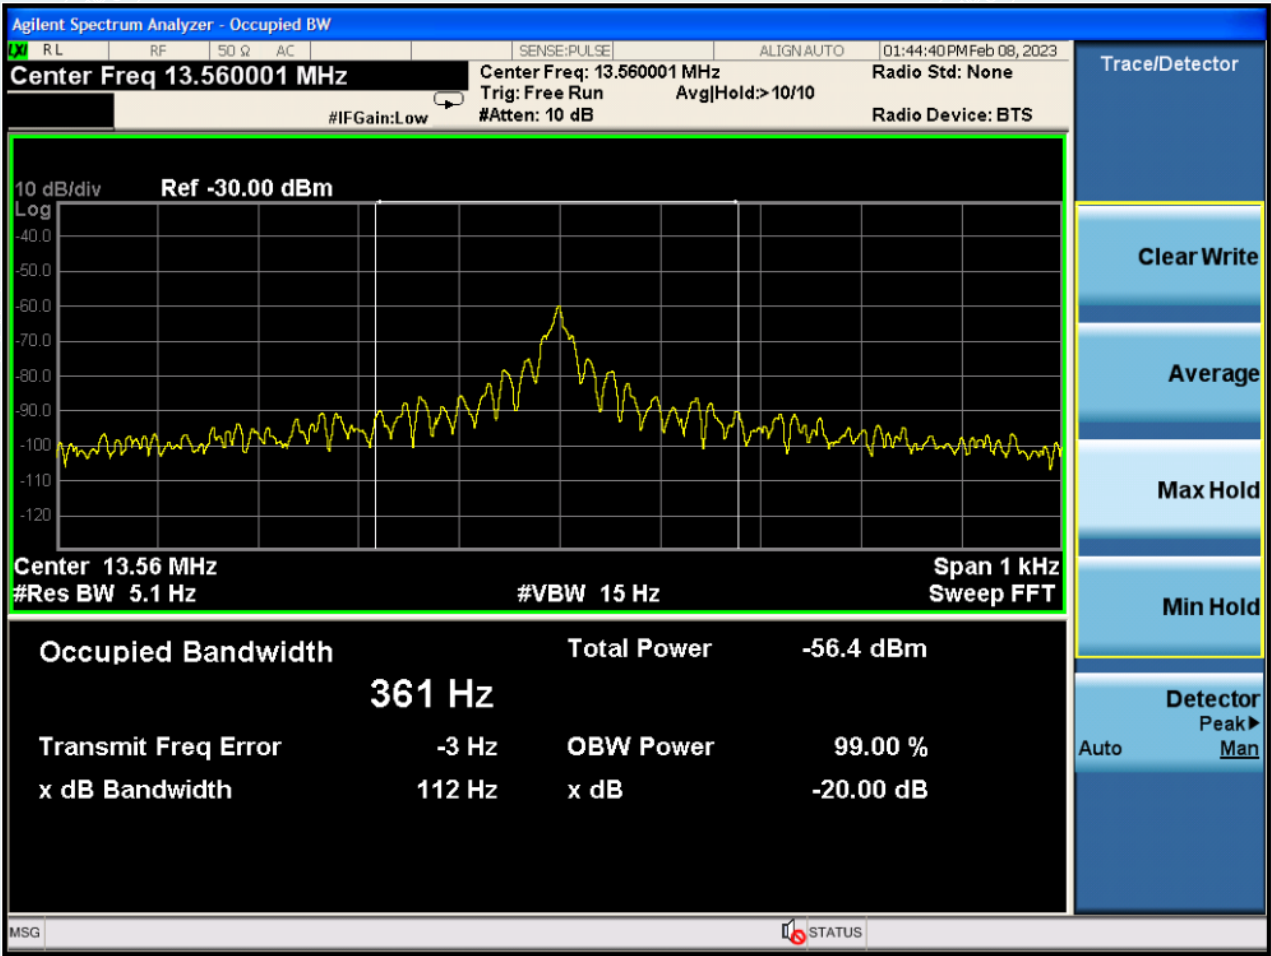 Agilent Spectrum Analyzer - Occupied BW
LXI RL RF 50 Ω AC SENSE:PULSE ALIGNAUTO 01:44:40 PM Feb 08, 2023
Center Freq 13.560001 MHz
Center Freq: 13.560001 MHz
Radio Std: None
Trig: Free Run Avg|Hold:>10/10
#IFGain:Low
#Atten: 10 dB
Radio Device: BTS
10 dB/div Ref -30.00 dBm
Log
-40.0
-50.0
-60.0
-70.0
-80.0
-90.0
-100
-110
-120
Center 13.56 MHz Span 1 kHz
#Res BW 5.1 Hz #VBW 15 Hz Sweep FFT
Occupied Bandwidth Total Power -56.4 dBm
361 Hz
Transmit Freq Error -3 Hz OBW Power 99.00 %
x dB Bandwidth 112 Hz x dB -20.00 dB
Trace/Detector
Clear Write
Average
Max Hold
Min Hold
Detector
Peak▶
Auto Man
MSG STATUS